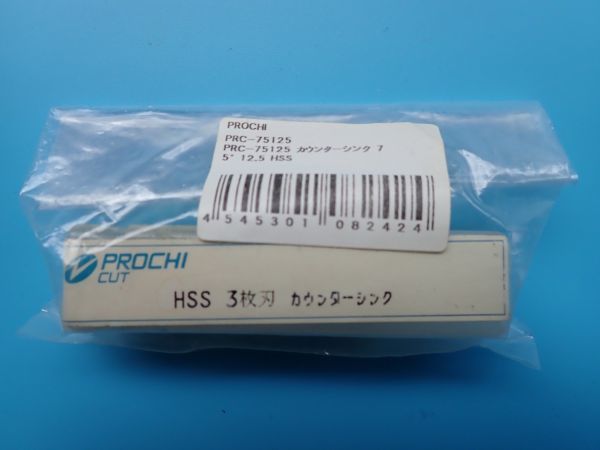 PROCHI
PRC-75125
PRC-75125 カウンターシンク 7
5° 12.5 HSS
4 545301 082424
PROCHI
CUT
HSS 3枚刃 カウンターシンク